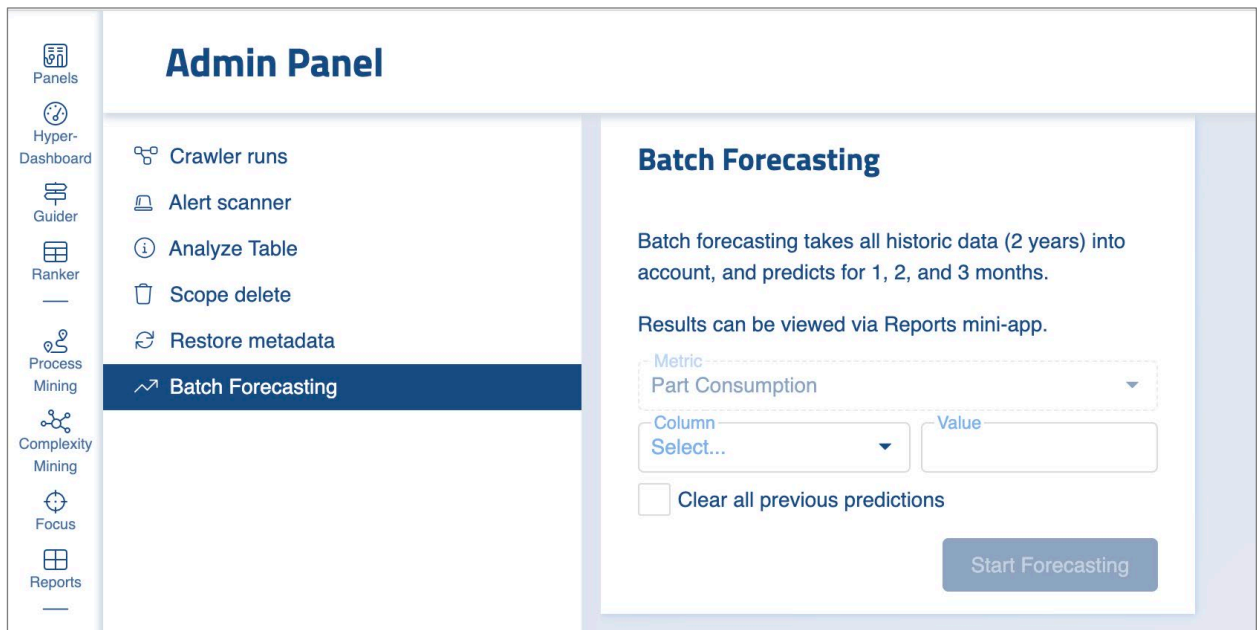 Panels
Hyper-
Dashboard
Guider
Ranker
Process
Mining
Complexity
Mining
Focus
Reports
Admin Panel
Crawler runs
Alert scanner
Analyze Table
Scope delete
Restore metadata
Batch Forecasting
Batch Forecasting
Batch forecasting takes all historic data (2 years) into
account, and predicts for 1, 2, and 3 months.
Results can be viewed via Reports mini-app.
Metric
Part Consumption
Column
Select...
Value
Clear all previous predictions
Start Forecasting